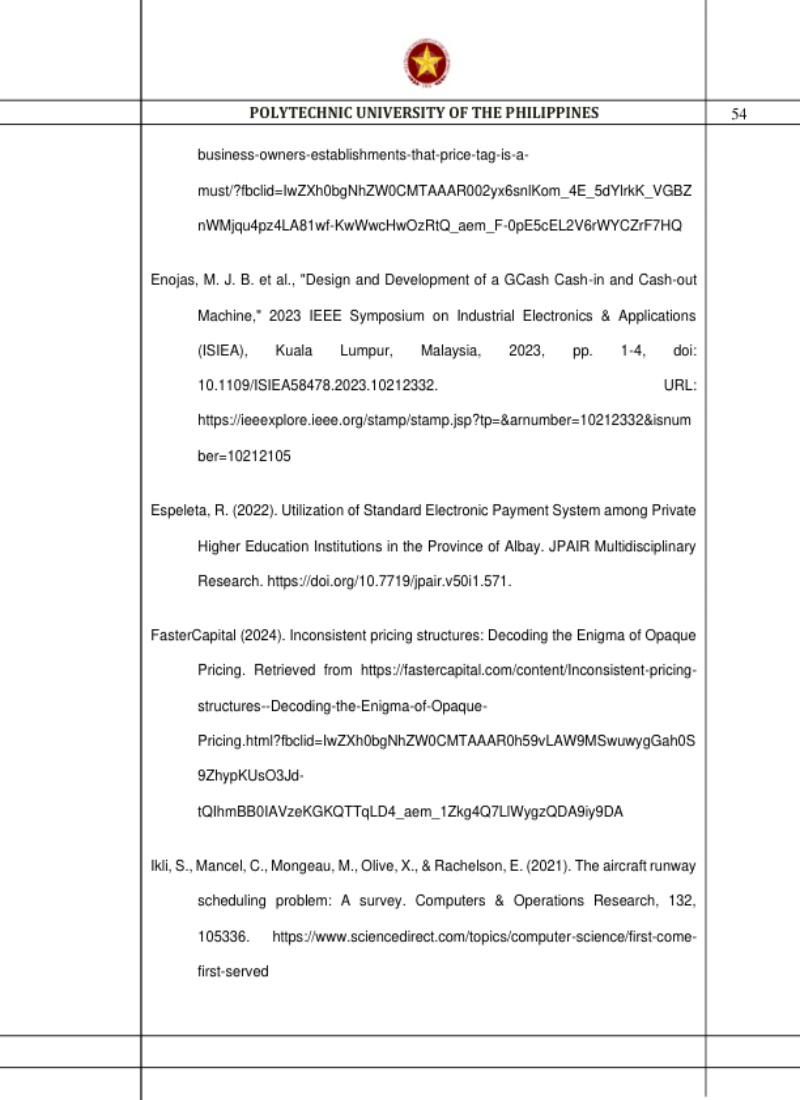 POLYTECHNIC UNIVERSITY OF THE PHILIPPINES
54
business-owners-establishments-that-price-tag-is-a-
must/?fbclid=IwZXh0bgNhZW0CMTAAAR002yx6snlKom_4E_5dYlrkK_VGBZ
nWMjqu4pz4LA81wf-KwWwcHwOzRtQ_aem_F-0pE5cEL2V6rWYCZrF7HQ
Enojas, M. J. B. et al., "Design and Development of a GCash Cash-in and Cash-out
Machine," 2023 IEEE Symposium on Industrial Electronics & Applications
(ISIEA), Kuala Lumpur, Malaysia, 2023, pp. 1-4, doi:
10.1109/ISIEA58478.2023.10212332. URL:
https://ieeexplore.ieee.org/stamp/stamp.jsp?tp=&arnumber=10212332&isnum
ber=10212105
Espeleta, R. (2022). Utilization of Standard Electronic Payment System among Private
Higher Education Institutions in the Province of Albay. JPAIR Multidisciplinary
Research. https://doi.org/10.7719/jpair.v50i1.571.
FasterCapital (2024). Inconsistent pricing structures: Decoding the Enigma of Opaque
Pricing. Retrieved from https://fastercapital.com/content/Inconsistent-pricing-
structures--Decoding-the-Enigma-of-Opaque-
Pricing.html?fbclid=IwZXh0bgNhZW0CMTAAAR0h59vLAW9MSwuwygGah0S
9ZhypKUsO3Jd-
tQIhmBB0IAVzeKGKQTTqLD4_aem_1Zkg4Q7LlWygzQDA9iy9DA
Ikli, S., Mancel, C., Mongeau, M., Olive, X., & Rachelson, E. (2021). The aircraft runway
scheduling problem: A survey. Computers & Operations Research, 132,
105336. https://www.sciencedirect.com/topics/computer-science/first-come-
first-served